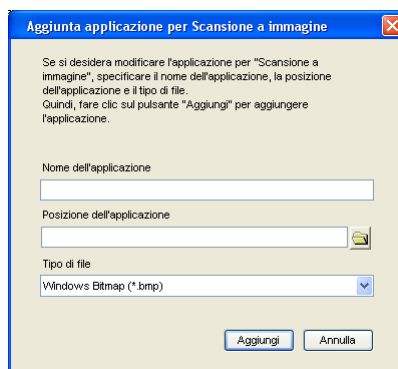 Aggiunta applicazione per Scansione a immagine
Se si desidera modificare l'applicazione per "Scansione a
immagine", specificare il nome dell'applicazione, la posizione
dell'applicazione e il tipo di file.
Quindi, fare clic sul pulsante "Aggiungi" per aggiungere
l'applicazione.
Nome dell'applicazione
Posizione dell'applicazione
Tipo di file
Windows Bitmap (*.bmp)
Aggiungi Annulla